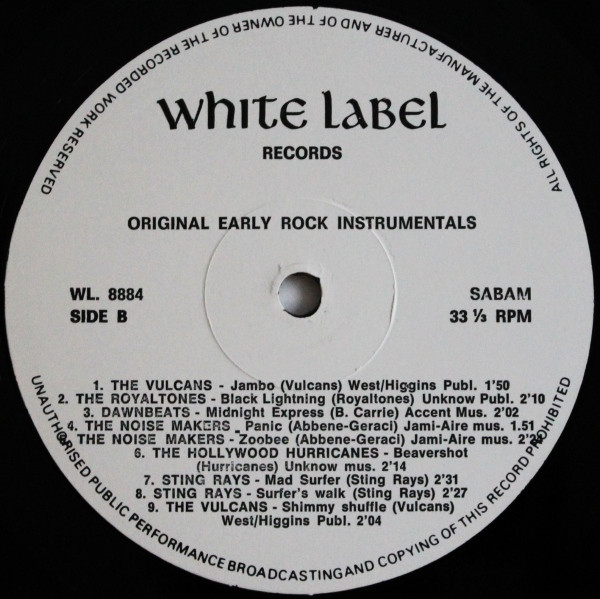 ALL RIGHTS OF THE MANUFACTURER AND OF THE OWNER OF THE RECORDED WORK RESERVED
White Label
RECORDS
ORIGINAL EARLY ROCK INSTRUMENTALS
WL. 8884 SABAM
SIDE B 33 ⅓ RPM
1. THE VULCANS - Jambo (Vulcans) West/Higgins Publ. 1'50
2. THE ROYALTONES - Black Lightning (Royaltones) Unknow Publ. 2'10
3. DAWNBEATS - Midnight Express (B. Carrie) Accent Mus. 2'02
4. THE NOISE MAKERS - Panic (Abbene-Geraci) Jami-Aire mus. 1.51
THE NOISE MAKERS - Zoobee (Abbene-Geraci) Jami-Aire mus.
6. THE HOLLYWOOD HURRICANES - Beavershot
(Hurricanes) Unknow mus. 2'14
7. STING RAYS - Mad Surfer (Sting Rays) 2'31
8. STING RAYS - Surfer's walk (Sting Rays) 2'27
9. THE VULCANS - Shimmy shuffle (Vulcans)
West/Higgins Publ. 2'04
UNAUTHORISED PUBLIC PERFORMANCE BROADCASTING AND COPYING OF THIS RECORD PROHIBITED